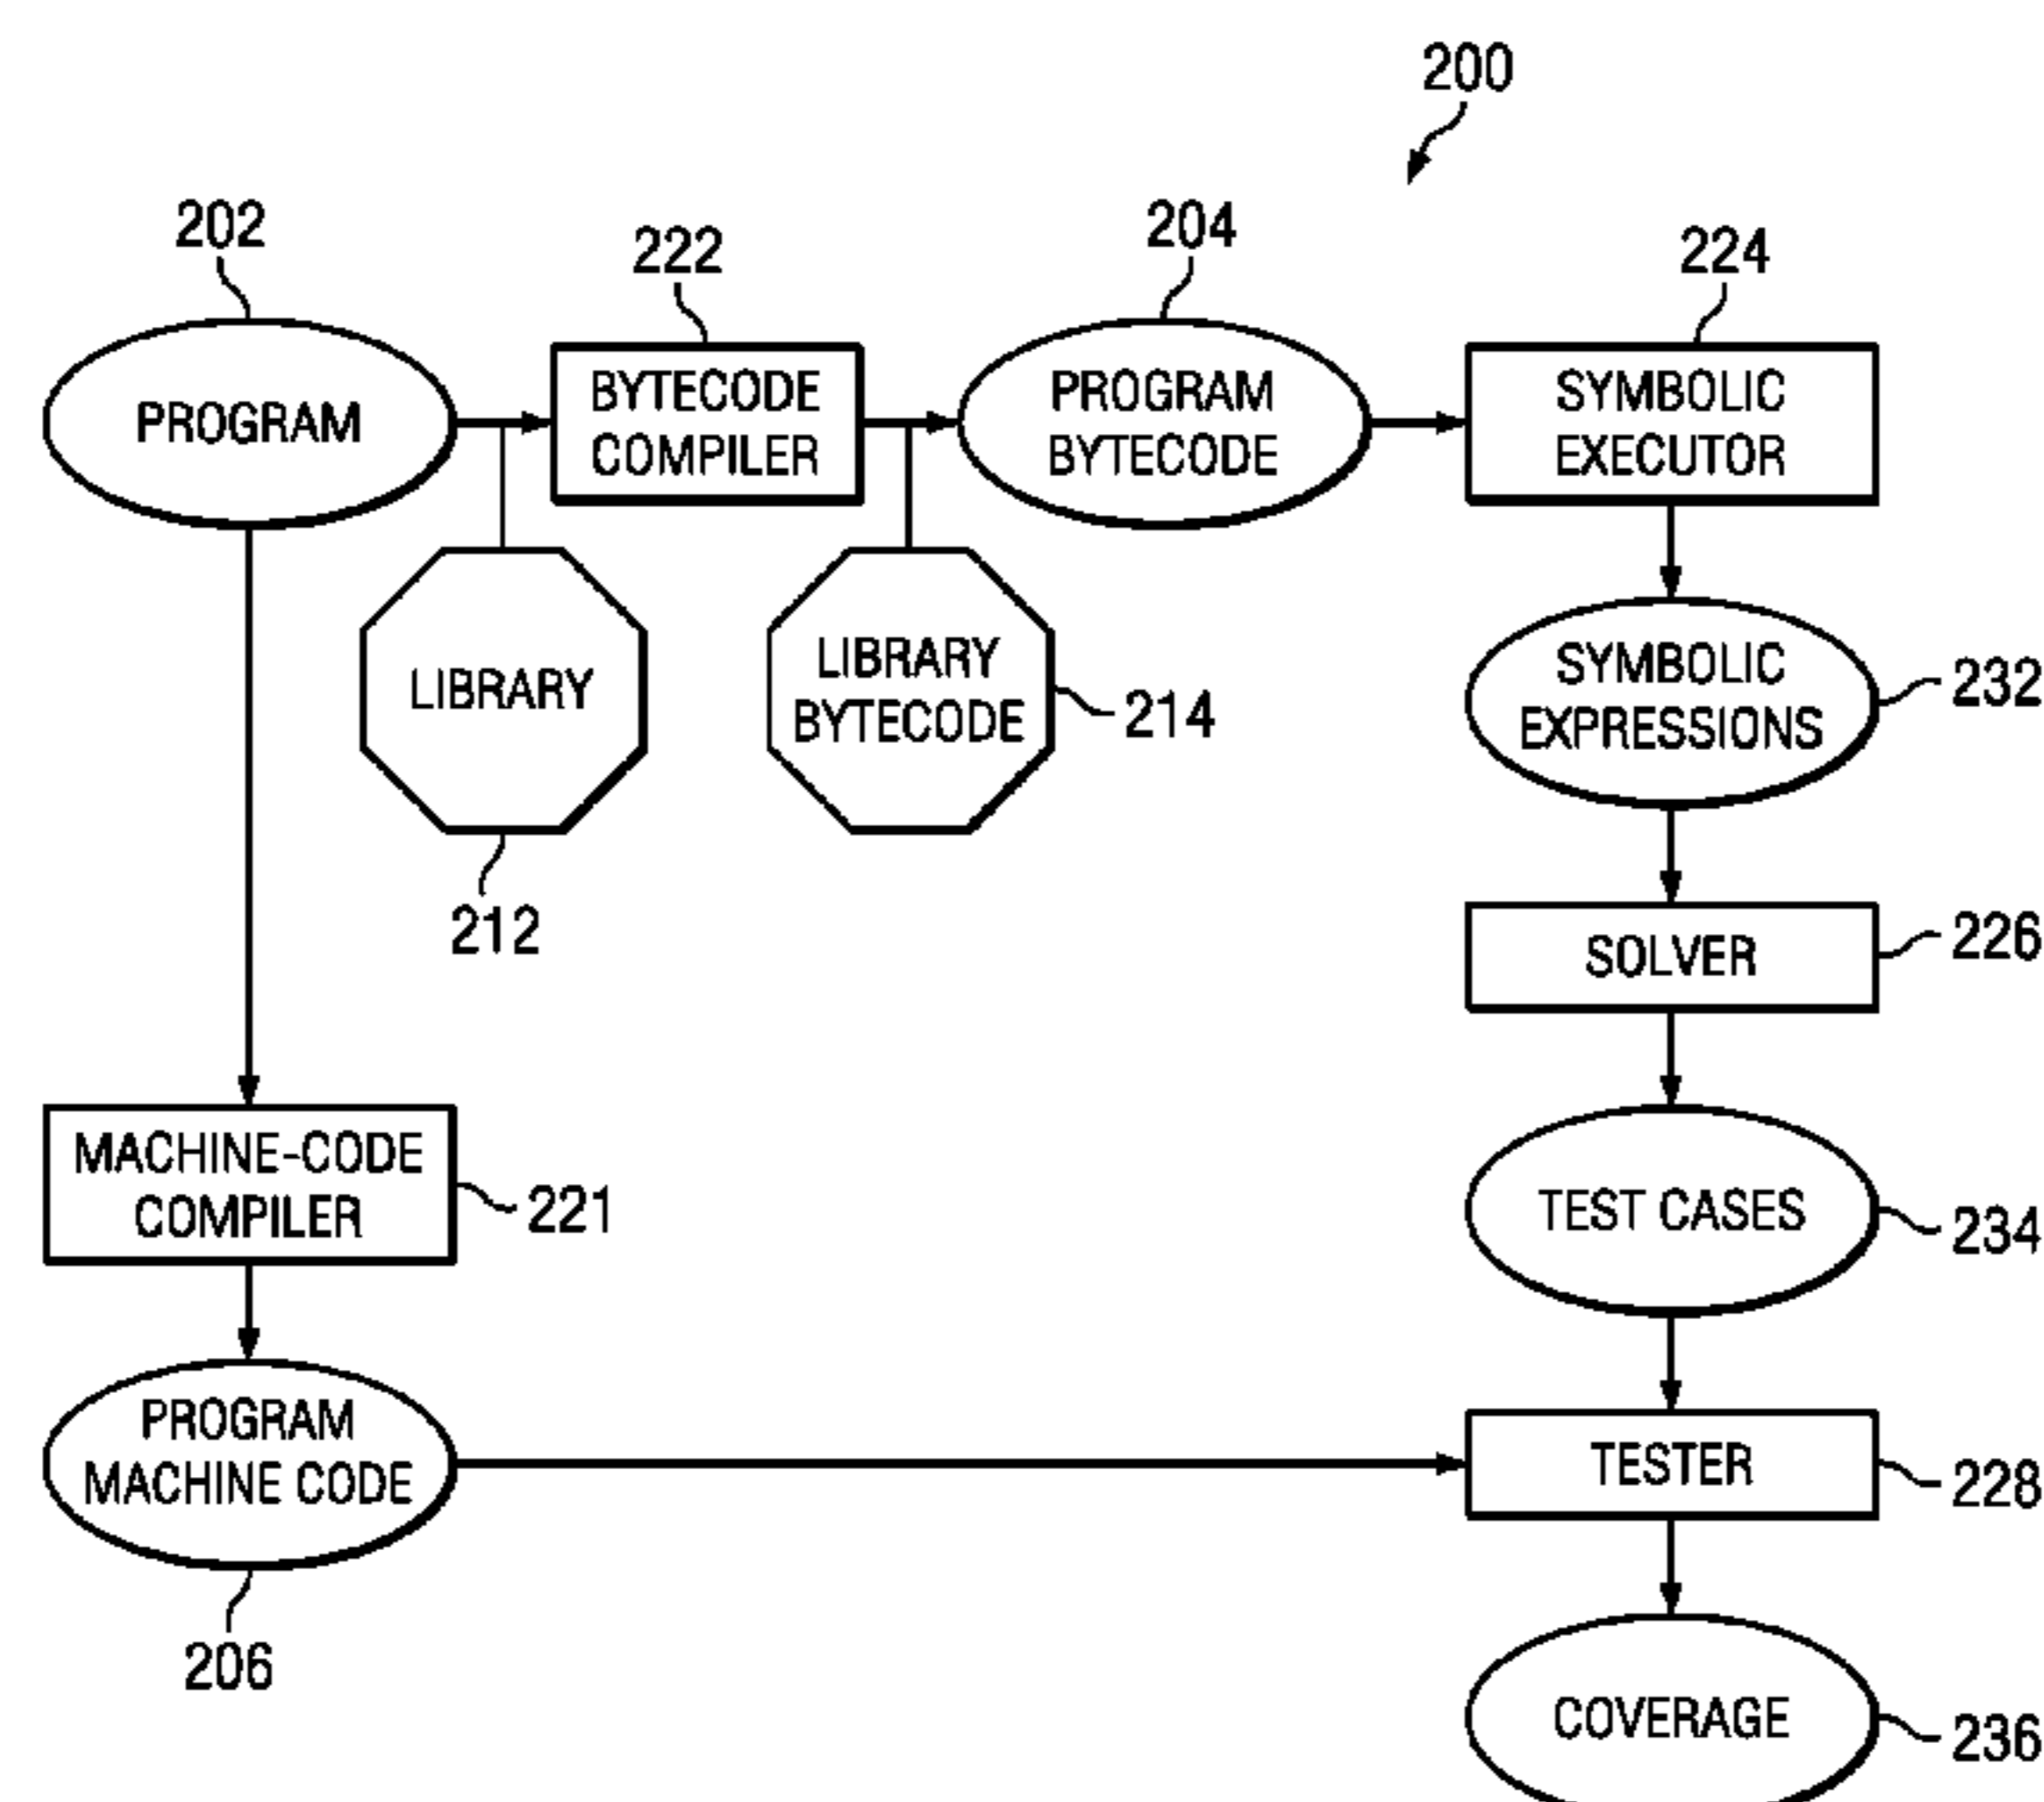 200
202
222
204
224
PROGRAM
BYTECODE
COMPILER
PROGRAM
BYTECODE
SYMBOLIC
EXECUTOR
LIBRARY
212
LIBRARY
BYTECODE
214
SYMBOLIC
EXPRESSIONS
232
SOLVER
226
MACHINE-CODE
COMPILER
221
TEST CASES
234
PROGRAM
MACHINE CODE
206
TESTER
228
COVERAGE
236